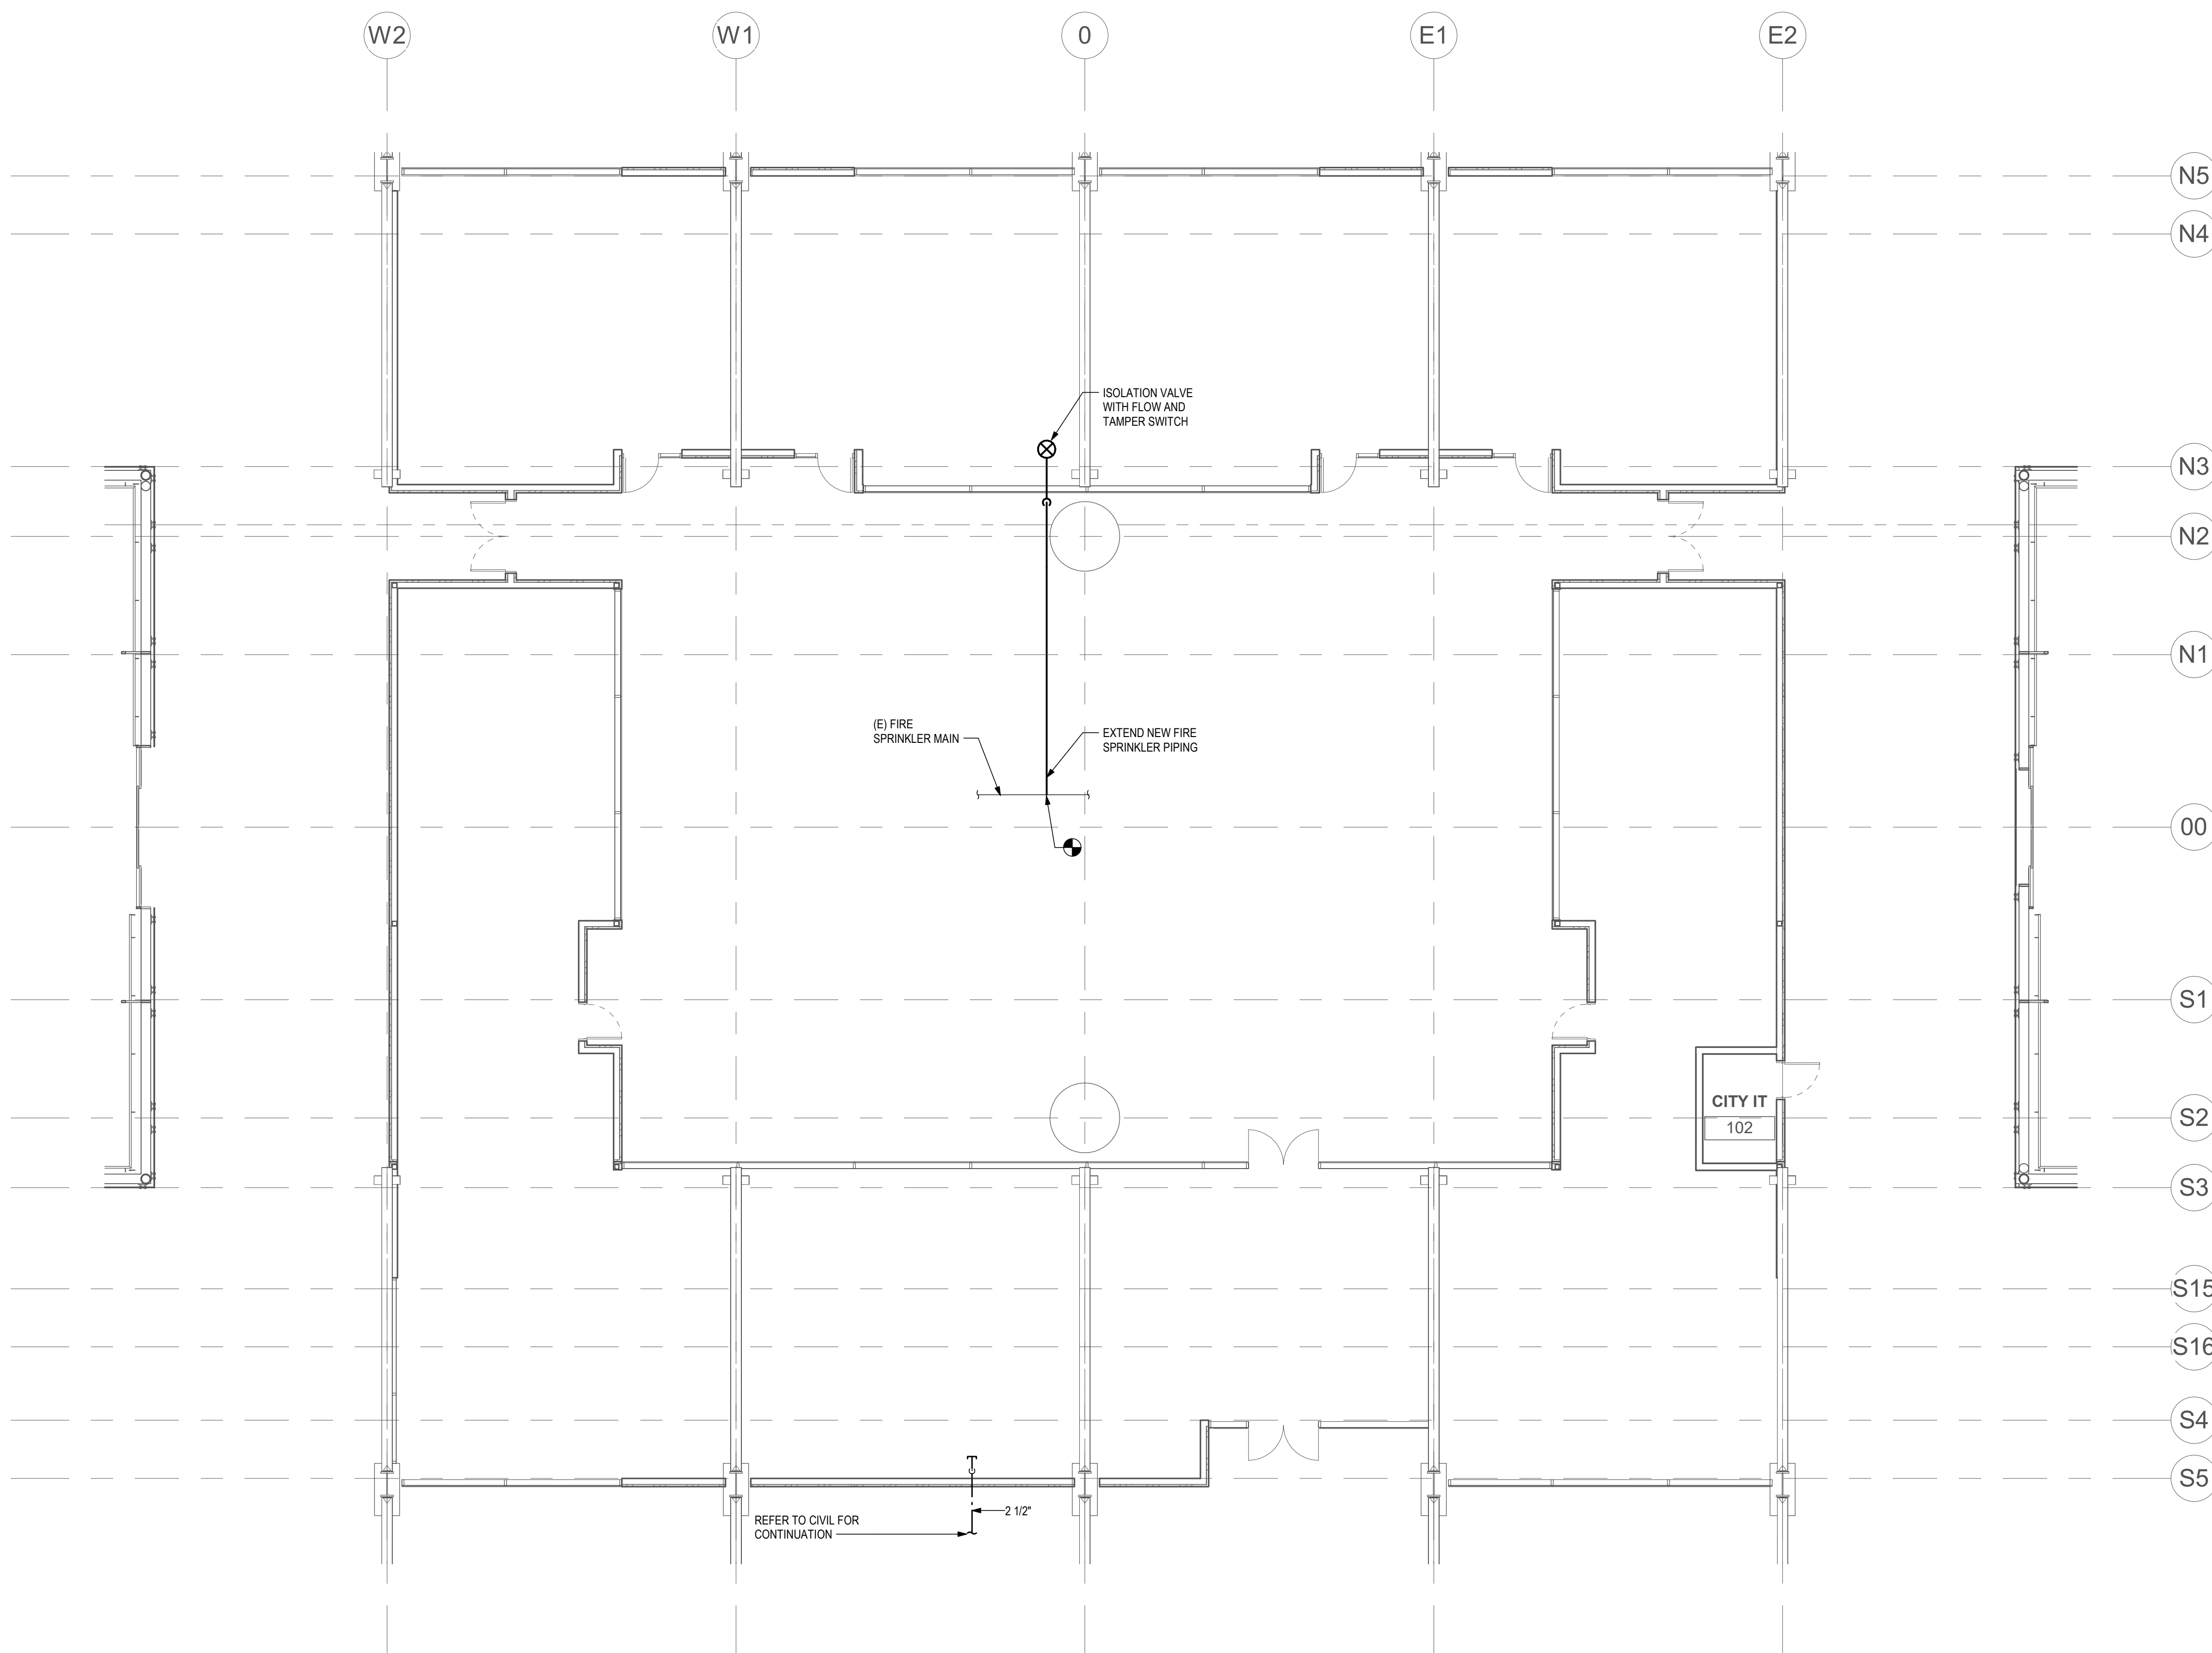 W2
W1
0
E1
E2
N5
N4
ISOLATION VALVE
WITH FLOW AND
TAMPER SWITCH
N3
N2
N1
(E) FIRE
SPRINKLER MAIN
EXTEND NEW FIRE
SPRINKLER PIPING
00
S1
CITY IT
102
S2
S3
S15
S16
S4
S5
2 1/2"
REFER TO CIVIL FOR
CONTINUATION